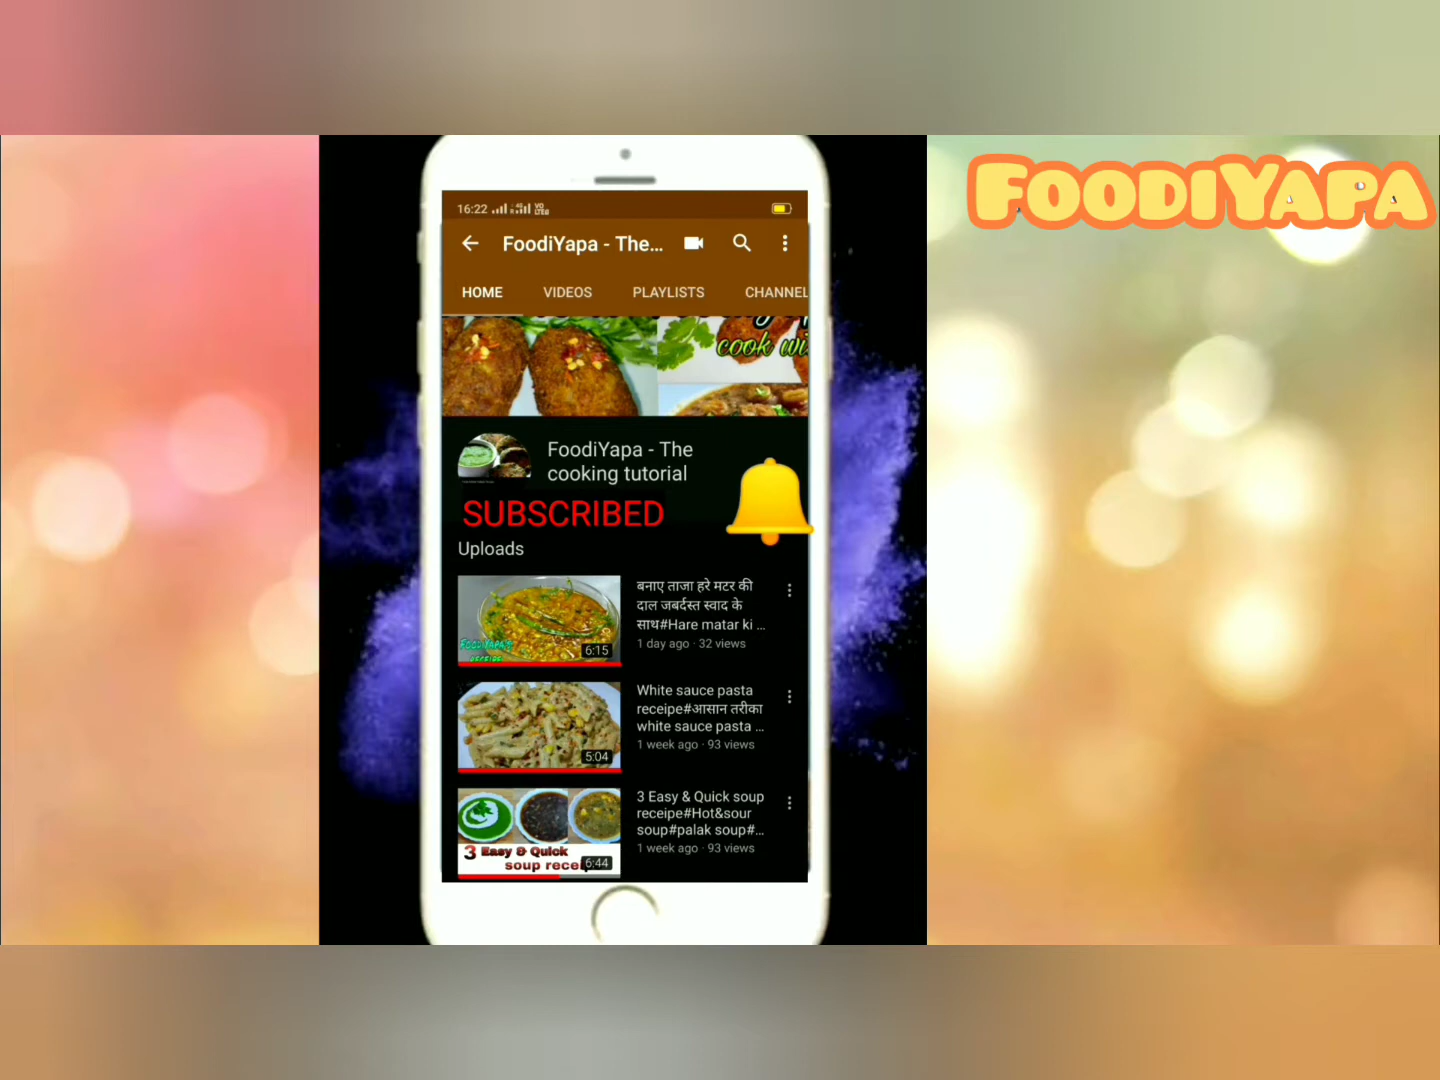 FOODIYAPA
16:22
FoodiYapa - The...
HOME VIDEOS PLAYLISTS CHANNEL
cook wi
FoodiYapa - The
cooking tutorial
SUBSCRIBED
Uploads
बनाए ताजा हरे मटर की
दाल जबर्दस्त स्वाद के
साथ#Hare matar ki ...
1 day ago · 32 views
FOODIYAPA'S
RECEIPE
6:15
White sauce pasta
receipe#आसान तरीका
white sauce pasta ...
1 week ago · 93 views
5:04
3 Easy & Quick soup
receipe#Hot&sour
soup#palak soup#...
1 week ago · 93 views
3 Easy & Quick
soup rece
6:44